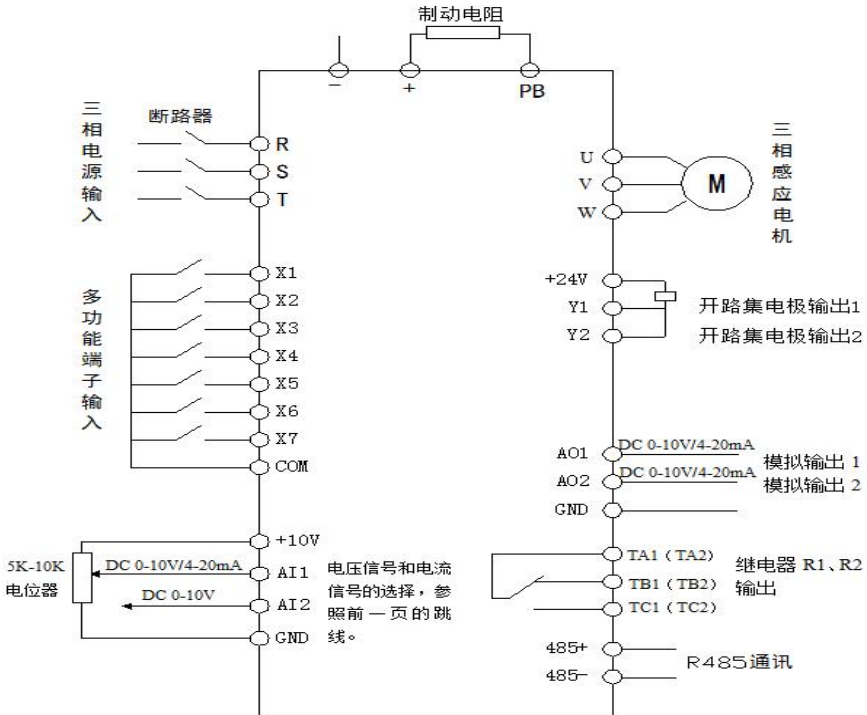 制动电阻
−
+
PB
三相电源输入
断路器
R
S
T
U
V
W
M
三相感应电机
多功能端子输入
X1
X2
X3
X4
X5
X6
X7
COM
+24V
Y1
Y2
开路集电极输出1
开路集电极输出2
AO1
DC 0-10V/4-20mA
模拟输出 1
AO2
DC 0-10V/4-20mA
模拟输出 2
GND
5K-10K
电位器
+10V
DC 0-10V/4-20mA
AI1
DC 0-10V
AI2
GND
电压信号和电流
信号的选择，参
照前一页的跳
线。
TA1（TA2）
TB1（TB2）
TC1（TC2）
继电器 R1、R2
输出
485+
485−
R485通讯